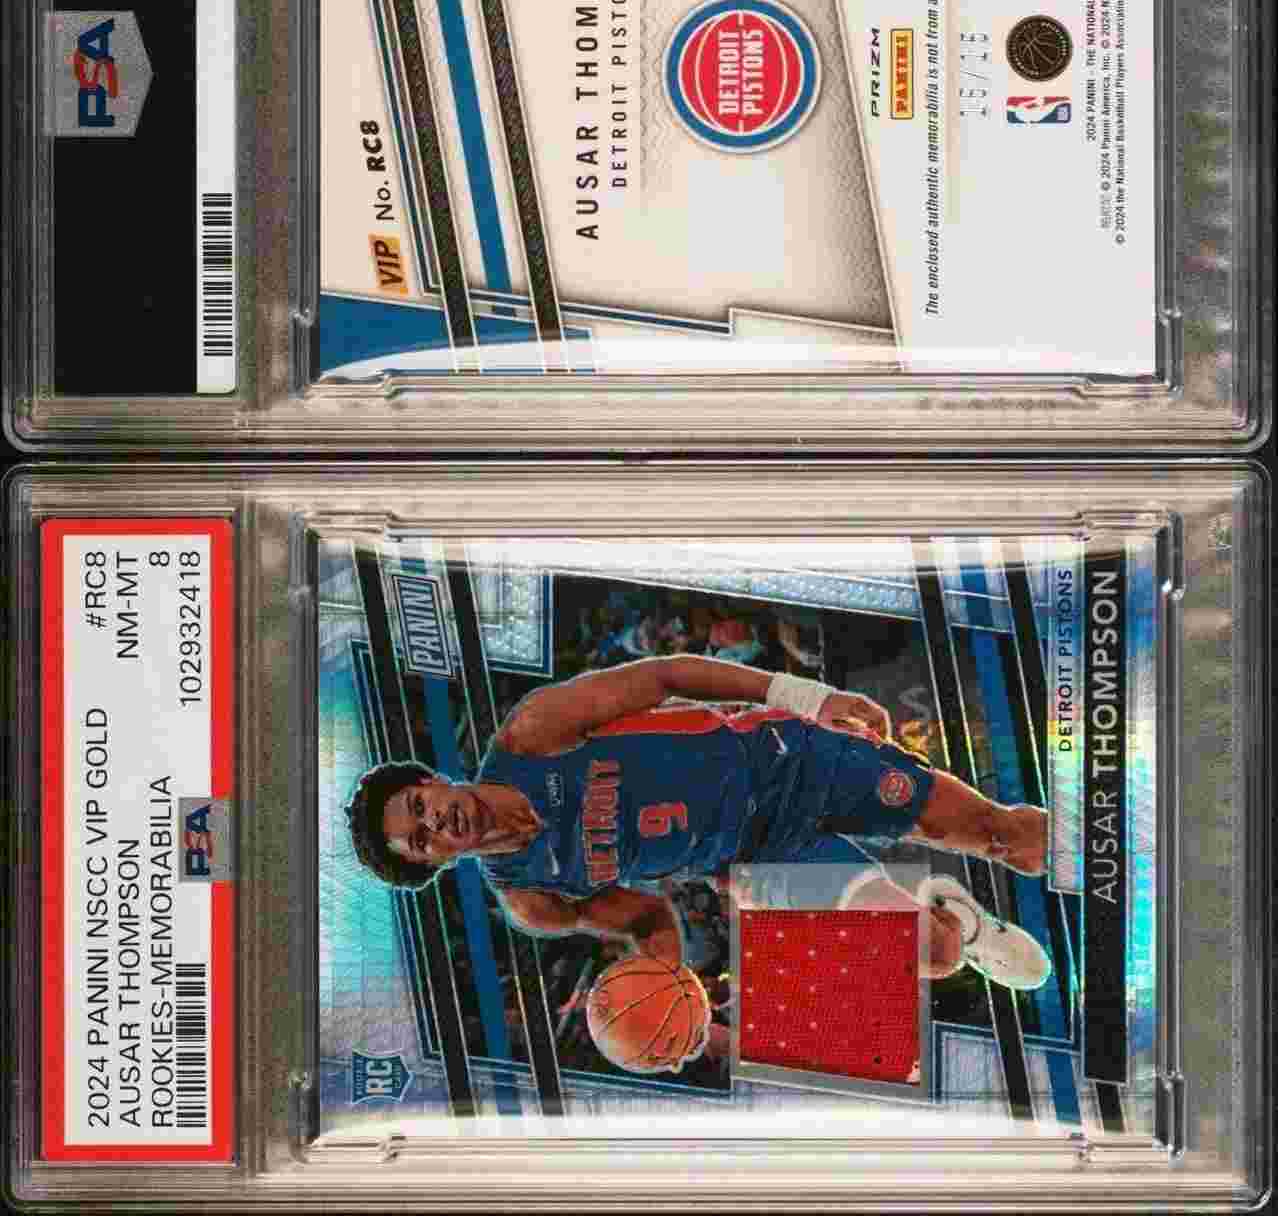 PSA
VIP No. RC8
AUSAR THOM
DETROIT PISTO
DETROIT
PISTONS
PRIZM
PANINI
The enclosed authentic memorabilia is not from a
2024 PANINI - THE NATIONAL
© 2024 Panini America, Inc. © 2024 N
© 2024 the National Basketball Players Associatio
2024 PANINI NSCC VIP GOLD #RC8
AUSAR THOMPSON NM-MT
ROOKIES-MEMORABILIA 8
PSA 102932418
PANINI
RC
DETROIT
9
DETROIT PISTONS
AUSAR THOMPSON